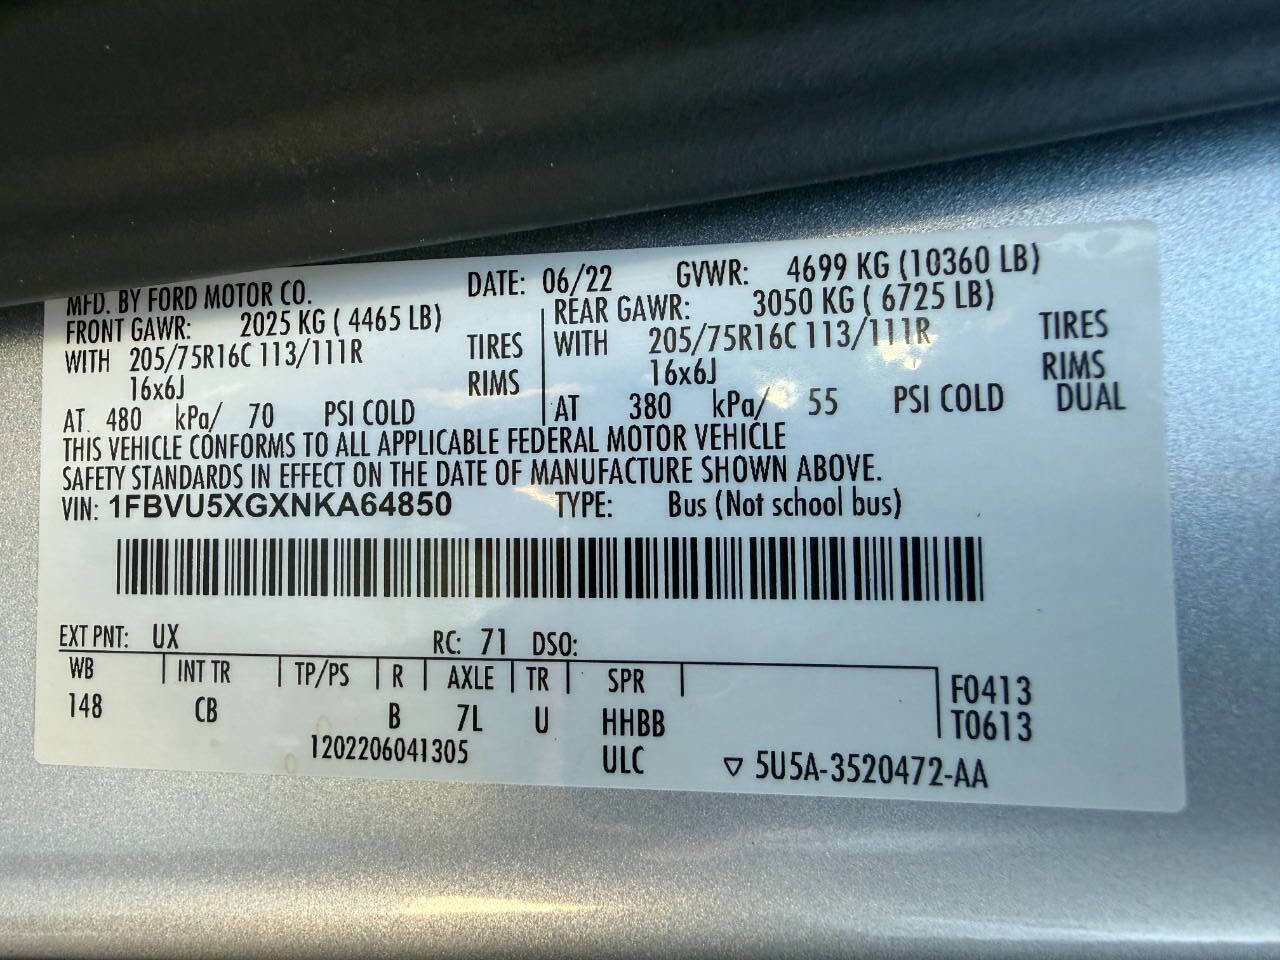 MFD. BY FORD MOTOR CO. DATE: 06/22 GVWR: 4699 KG (10360 LB)
FRONT GAWR: 2025 KG ( 4465 LB) REAR GAWR: 3050 KG ( 6725 LB)
WITH 205/75R16C 113/111R TIRES WITH 205/75R16C 113/111R TIRES
16x6J RIMS 16x6J RIMS
AT 480 kPa/ 70 PSI COLD AT 380 kPa/ 55 PSI COLD DUAL
THIS VEHICLE CONFORMS TO ALL APPLICABLE FEDERAL MOTOR VEHICLE
SAFETY STANDARDS IN EFFECT ON THE DATE OF MANUFACTURE SHOWN ABOVE.
VIN: 1FBVU5XGXNKA64850 TYPE: Bus (Not school bus)
EXT PNT: UX RC: 71 DSO:
WB INT TR TP/PS R AXLE TR SPR F0413
148 CB B 7L U HHBB T0613
1202206041305 ULC ▽ 5U5A-3520472-AA